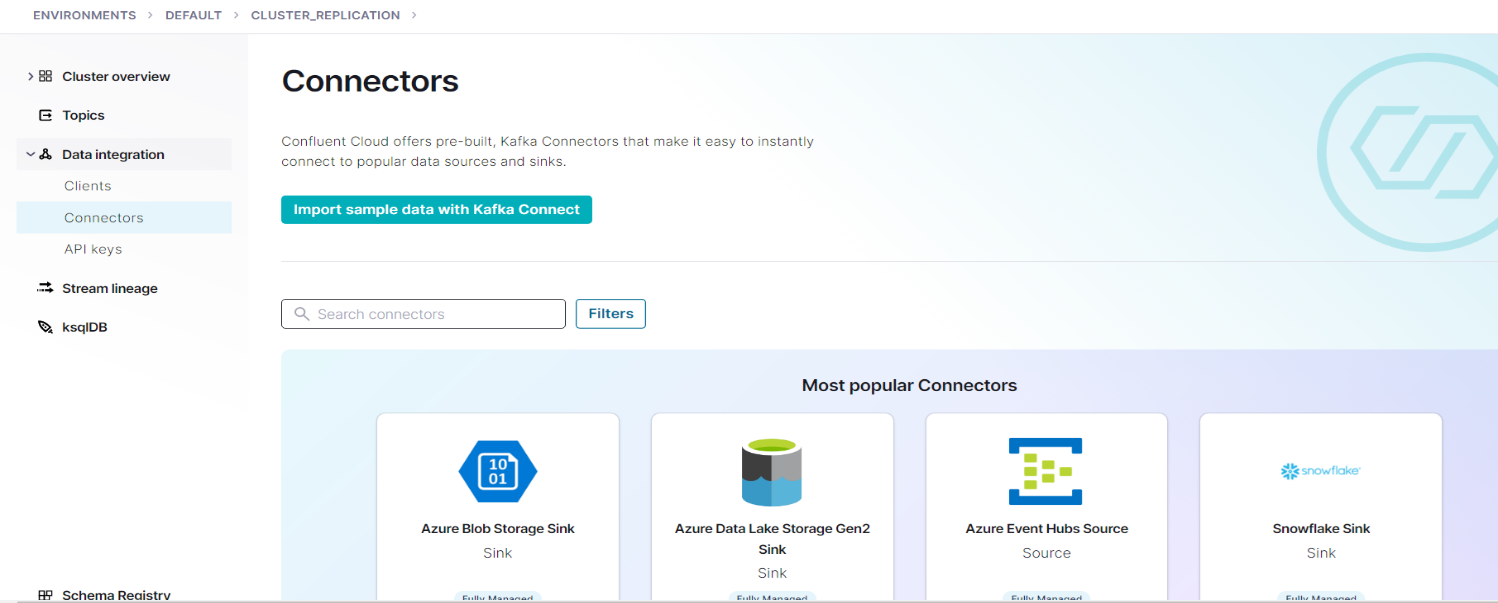 ENVIRONMENTS > DEFAULT > CLUSTER_REPLICATION >
Cluster overview
Topics
Data integration
Clients
Connectors
API keys
Stream lineage
ksqlDB
Schema Registry
Connectors
Confluent Cloud offers pre-built, Kafka Connectors that make it easy to instantly
connect to popular data sources and sinks.
Import sample data with Kafka Connect
Search connectors
Filters
Most popular Connectors
10
01
Azure Blob Storage Sink
Sink
Fully Managed
Azure Data Lake Storage Gen2
Sink
Sink
Fully Managed
Azure Event Hubs Source
Source
Fully Managed
snowflake
Snowflake Sink
Sink
Fully Managed